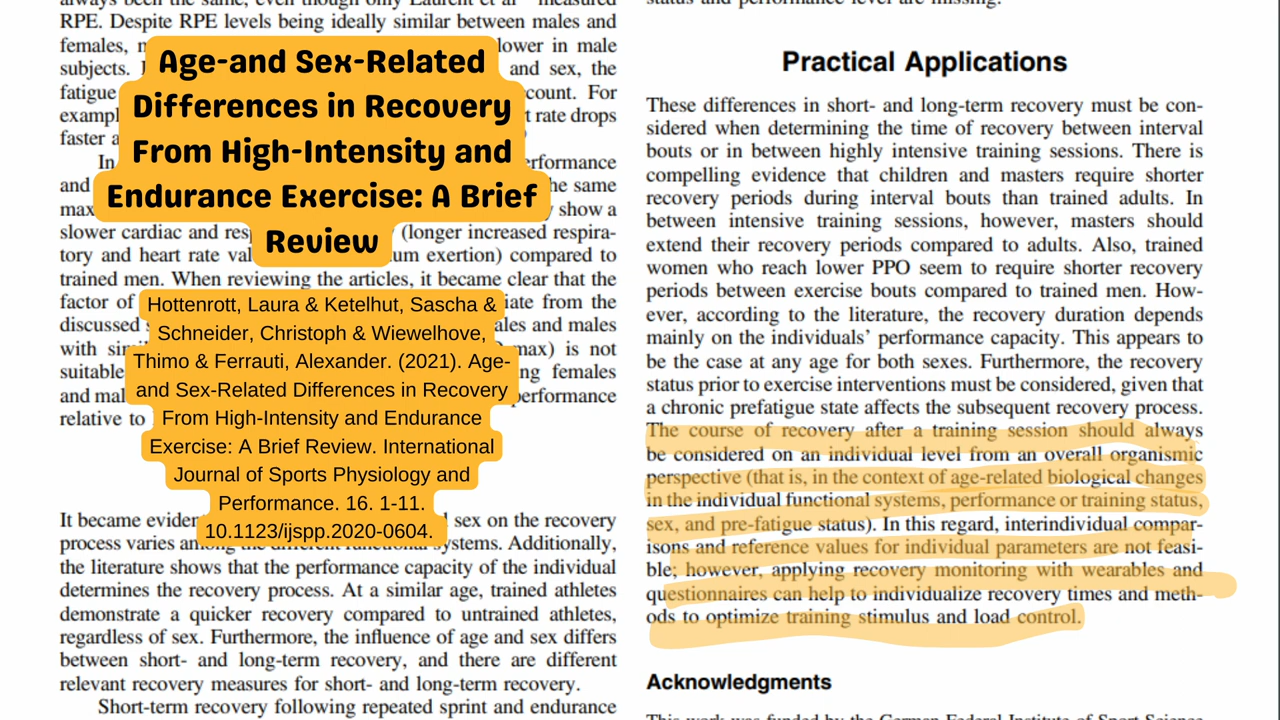 always been the same, even though only Laurent et al measured
RPE. Despite RPE levels being ideally similar between males and
females, lower in male
subjects. and sex, the
fatigue count. For
exampl rate drops
faster a
In erformance
and he same
max show a
slower cardiac and res (longer increased respira-
tory and heart rate val um exertion) compared to
trained men. When reviewing the articles, it became clear that the
factor of iate from the
discussed ales and males
with sim max) is not
suitable ng females
and mal performance
relative to
It became eviden sex on the recovery
process varies among the different functional systems. Additionally,
the literature shows that the performance capacity of the individual
determines the recovery process. At a similar age, trained athletes
demonstrate a quicker recovery compared to untrained athletes,
regardless of sex. Furthermore, the influence of age and sex differs
between short- and long-term recovery, and there are different
relevant recovery measures for short- and long-term recovery.
Short-term recovery following repeated sprint and endurance
Age-and Sex-Related
Differences in Recovery
From High-Intensity and
Endurance Exercise: A Brief
Review
Hottenrott, Laura & Ketelhut, Sascha &
Schneider, Christoph & Wiewelhove,
Thimo & Ferrauti, Alexander. (2021). Age-
and Sex-Related Differences in Recovery
From High-Intensity and Endurance
Exercise: A Brief Review. International
Journal of Sports Physiology and
Performance. 16. 1-11.
10.1123/ijspp.2020-0604.
status and performance level are missing.
Practical Applications
These differences in short- and long-term recovery must be con-
sidered when determining the time of recovery between interval
bouts or in between highly intensive training sessions. There is
compelling evidence that children and masters require shorter
recovery periods during interval bouts than trained adults. In
between intensive training sessions, however, masters should
extend their recovery periods compared to adults. Also, trained
women who reach lower PPO seem to require shorter recovery
periods between exercise bouts compared to trained men. How-
ever, according to the literature, the recovery duration depends
mainly on the individuals' performance capacity. This appears to
be the case at any age for both sexes. Furthermore, the recovery
status prior to exercise interventions must be considered, given that
a chronic prefatigue state affects the subsequent recovery process.
The course of recovery after a training session should always
be considered on an individual level from an overall organismic
perspective (that is, in the context of age-related biological changes
in the individual functional systems, performance or training status,
sex, and pre-fatigue status). In this regard, interindividual compar-
isons and reference values for individual parameters are not feasi-
ble; however, applying recovery monitoring with wearables and
questionnaires can help to individualize recovery times and meth-
ods to optimize training stimulus and load control.
Acknowledgments
This work was funded by the German Federal Institute of Sport Science